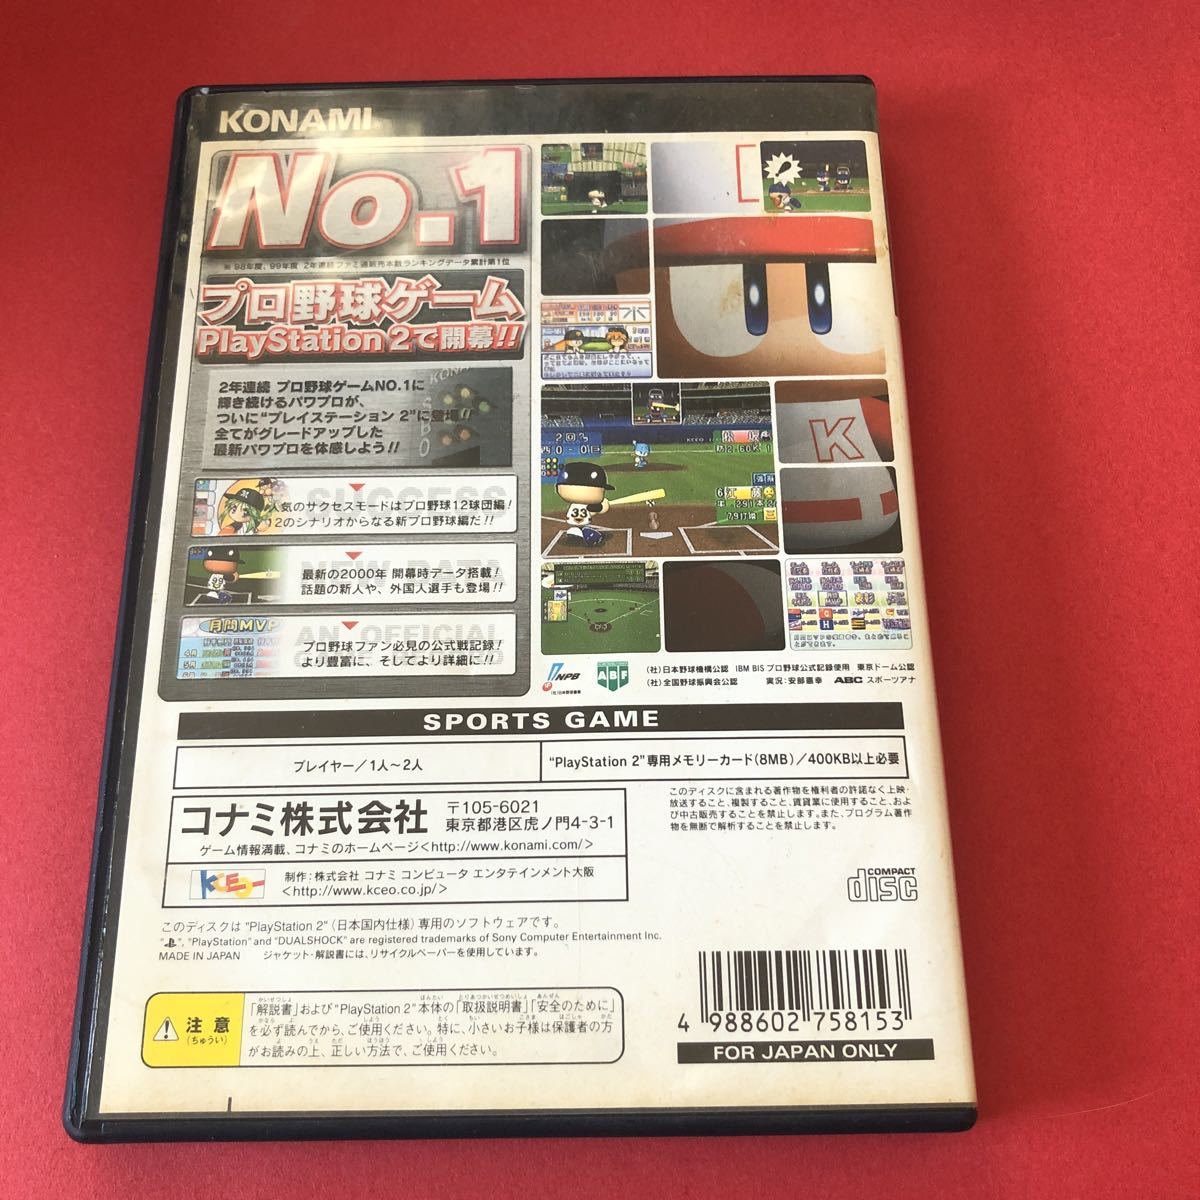 KONAMI
No.1
※98年度、99年度 2年連続ファミ通販売本数ランキングデータ累計第1位
プロ野球ゲーム
PlayStation 2で開幕!!
2年連続 プロ野球ゲームNO.1に
輝き続けるパワプロが、
ついに“プレイステーション 2”に登場!!
全てがグレードアップした
最新パワプロを体感しよう!!
SUCCESS
人気のサクセスモードはプロ野球12球団編!
12のシナリオからなる新プロ野球編だ!!
NEW DATA
最新の2000年 開幕時データ搭載!
話題の新人や、外国人選手も登場!!
月間MVP
AN OFFICIAL
プロ野球ファン必見の公式戦記録!
より豊富に、そしてより詳細に!!
K
33
NPB
ABF
(社)日本野球機構公認 IBM BIS プロ野球公式記録使用 東京ドーム公認
(社)全国野球振興会公認 実況:安部憲幸 ABC スポーツアナ
SPORTS GAME
プレイヤー/1人〜2人
“PlayStation 2”専用メモリーカード(8MB)/400KB以上必要
コナミ株式会社
〒105-6021
東京都港区虎ノ門4-3-1
ゲーム情報満載、コナミのホームページ<http://www.konami.com/>
KCEO
制作:株式会社 コナミ コンピュータ エンタテインメント大阪
<http://www.kceo.co.jp/>
このディスクに含まれる著作物を権利者の許諾なく上映・
放送すること、複製すること、賃貸業に使用すること、およ
び中古販売することを禁止します。また、プログラム著作
物を無断で解析することを禁止します。
COMPACT
disc
このディスクは "PlayStation 2"(日本国内仕様)専用のソフトウェアです。
" ", "PlayStation" and "DUALSHOCK" are registered trademarks of Sony Computer Entertainment Inc.
MADE IN JAPAN ジャケット・解説書には、リサイクルペーパーを使用しています。
注意
(ちゅうい)
「解説書」および"PlayStation 2"本体の「取扱説明書」「安全のために」
を必ず読んでから、ご使用ください。特に、小さいお子様は保護者の方
がお読みの上、正しい方法で、ご使用ください。
4 988602 758153
FOR JAPAN ONLY